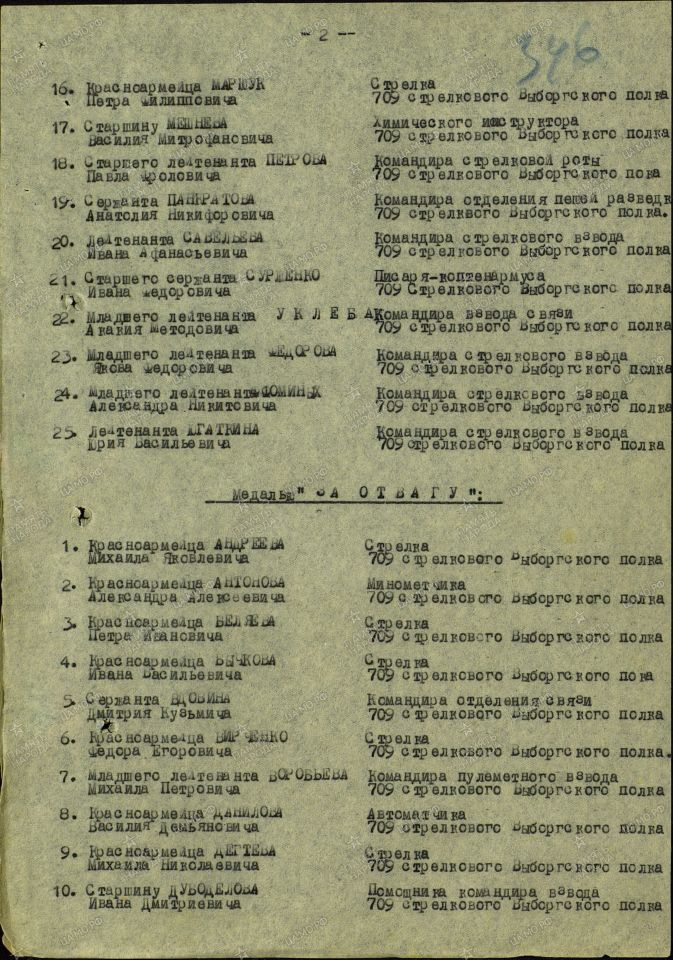 - 2 --
346
16. Красноармейца МАРШУК Стрелка
Петра Филипповича 709 стрелкового Выборгского полка
17. Старшину МЕШНЕВА Химического инструктора
Василия Митрофановича 709 стрелкового Выборгского полка
18. Старшего лейтенанта ПЕТРОВА Командира стрелковой роты
Павла Фроловича 709 стрелкового Выборгского пока
19. Сержанта ПАНКРАТОВА Командира отделения пешей разведк
Анатолия Никифоровича 709 стрелквого Выборгского полка.
20. Лейтенанта САВЕЛЬЕВА Командира стрелкового взвода
Ивана Афанасьевича 709 стрелкового Выборгского полка
21. Старшего сержанта СУРЖЕНКО Писаря-коптенармуса
Ивана Федоровича 709 Стрелкового Выборгского полка
22. Младшего лейтенанта УКЛЕБА Командира взвода связи
Акакия Методовича 709 стрелкового Выборгского полка
23. Младшего лейтенанта ФЕДОРОВА Командира стрелкового взвода
Якова Федоровича 709 стрелкового Выборгского полка
24. Младшего лейтенанта ФОМИНЫХ Командира стрелкового взвода
Александра Никитовича 709 стрелкового Выборгского полка
25. Лейтенанта ЮГАТКИНА Командира стрелкового взвода
Юрия Васильевича 709 стрелкового Выборгского полка
Медалью "ЗА ОТВАГУ":
1. Красноармейца АНДРЕЕВА Стрелка
Михаила Яковлевича 709 стрелкового Выборгского полка
2. Красноармейца АНТОНОВА Минометчика
Александра Алексеевича 709 стрелкового Выборгского полка
3. Красноармейца БЕЛЯЕВА Стрелка
Петра Ивановича 709 стрелкового Выборгского полка
4. Красноармейца БЫЧКОВА Стрелка
Ивана Васильевича 709 стрелкового Выборгского пока
5. Сержанта ВДОВИНА Командира отделения связи
Дмитрия Кузьмича 709 стрелкового Выборгского полка
6. Красноармейца ВИРЧЕНКО Стрелка
Федора Егоровича 709 стрелкового Выборгского полка.
7. Младшего лейтенанта ВОРОБЬЕВА Командира пулеметного взвода
Михаила Петровича 709 стрелкового Выборгского полка
8. Красноармейца ДАНИЛОВА Автоматчика
Василия Демьяновича 709 стрелкового Выборгского полка
9. Красноармейца ДЕГТЕВА Стрелка
Михаила Николаевича 709 стрелкового Выборгского полка
10. Старшину ДУБОДЕЛОВА Помощника командира взвода
Ивана Дмитриевича 709 стрелкового Выборгского полка